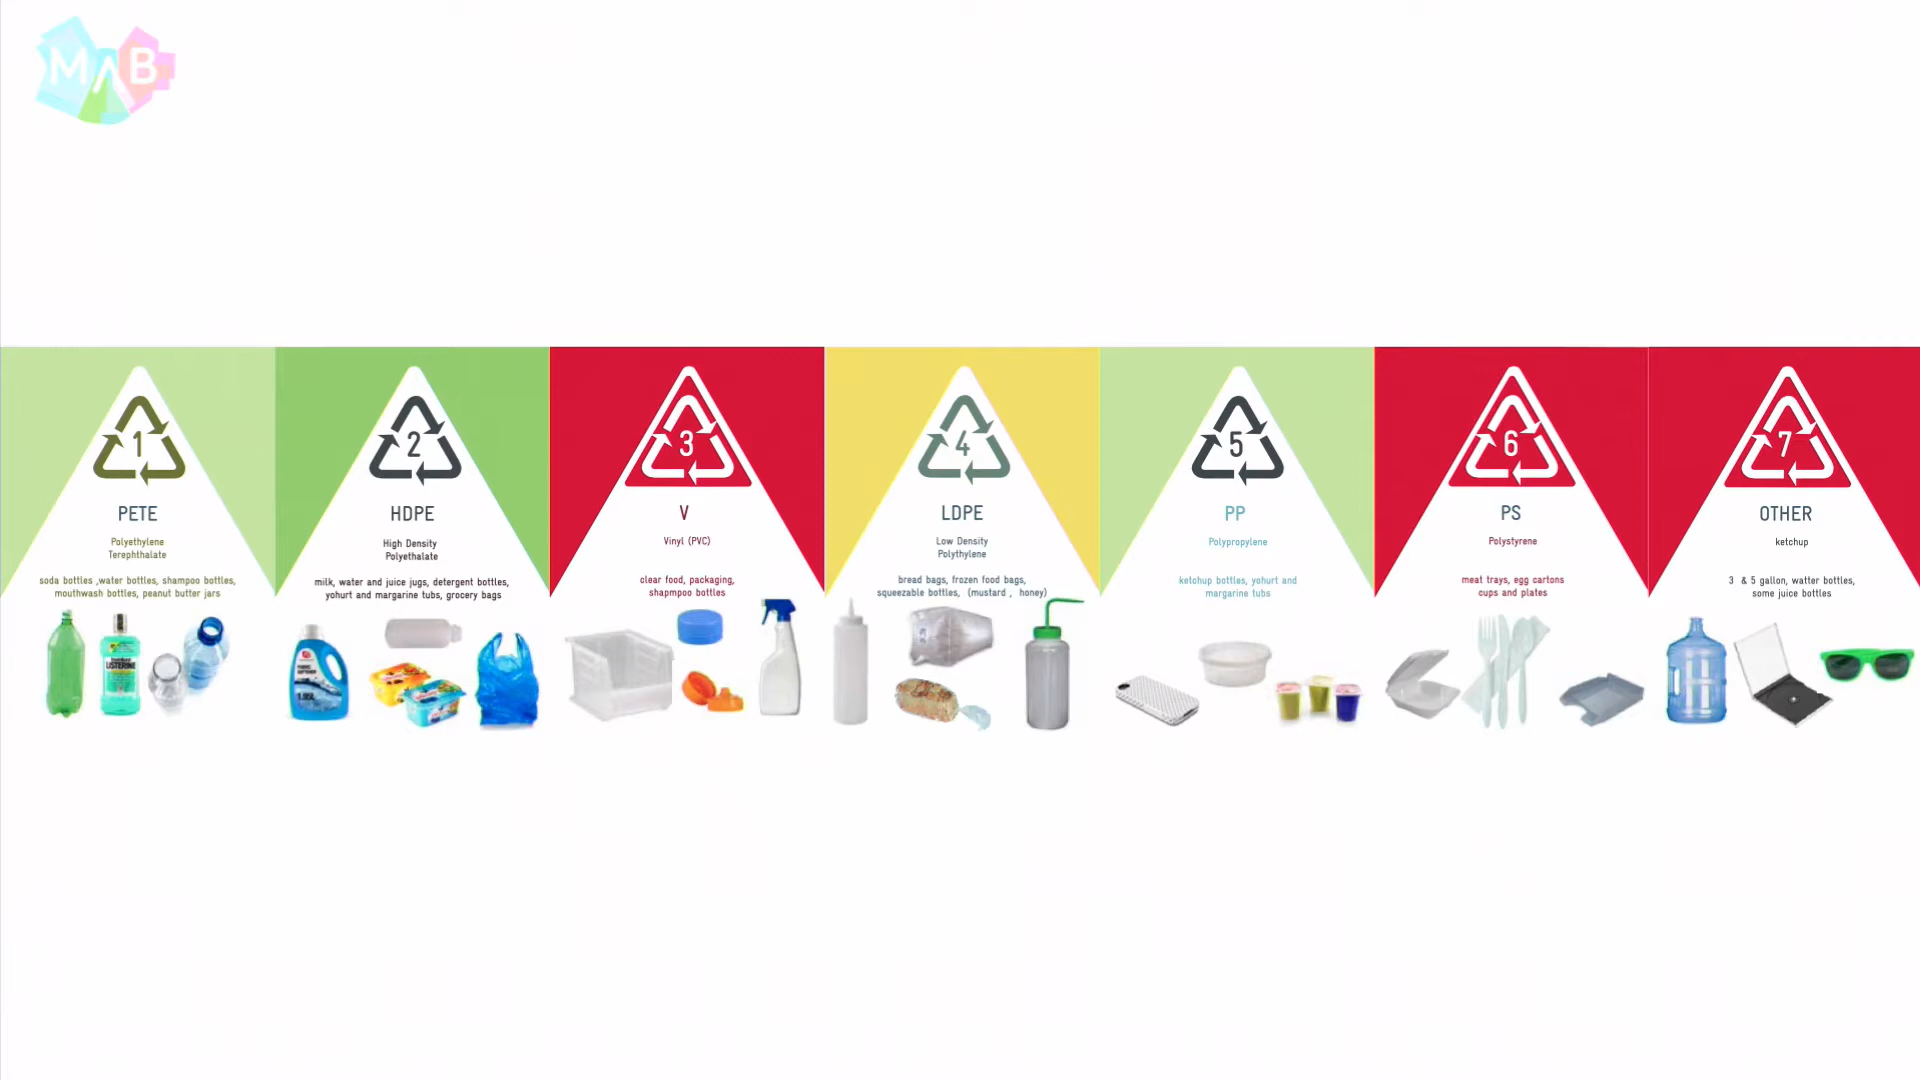 MAB
1
PETE
Polyethylene
Terephthalate
soda bottles ,water bottles, shampoo bottles,
mouthwash bottles, peanut butter jars
LISTERINE
2
HDPE
High Density
Polyethalate
milk, water and juice jugs, detergent bottles,
yohurt and margarine tubs, grocery bags
1.95L
3
V
Vinyl (PVC)
clear food, packaging,
shapmpoo bottles
4
LDPE
Low Density
Polythylene
bread bags, frozen food bags,
squeezable bottles, (mustard , honey)
5
PP
Polypropylene
ketchup bottles, yohurt and
margarine tubs
6
PS
Polystyrene
meat trays, egg cartons
cups and plates
7
OTHER
ketchup
3 & 5 gallon, watter bottles,
some juice bottles